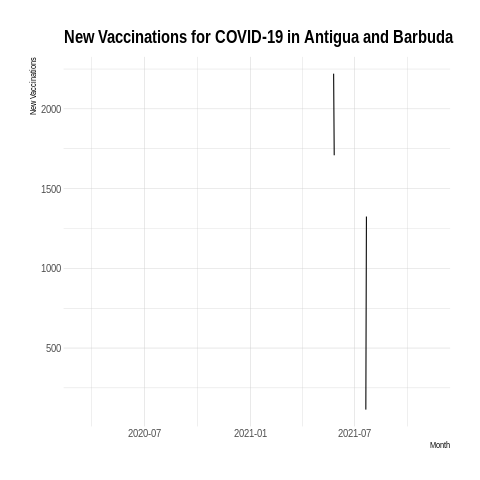 New Vaccinations for COVID-19 in Antigua and Barbuda
New Vaccinations
2000
1500
1000
500
2020-07
2021-01
2021-07
Month